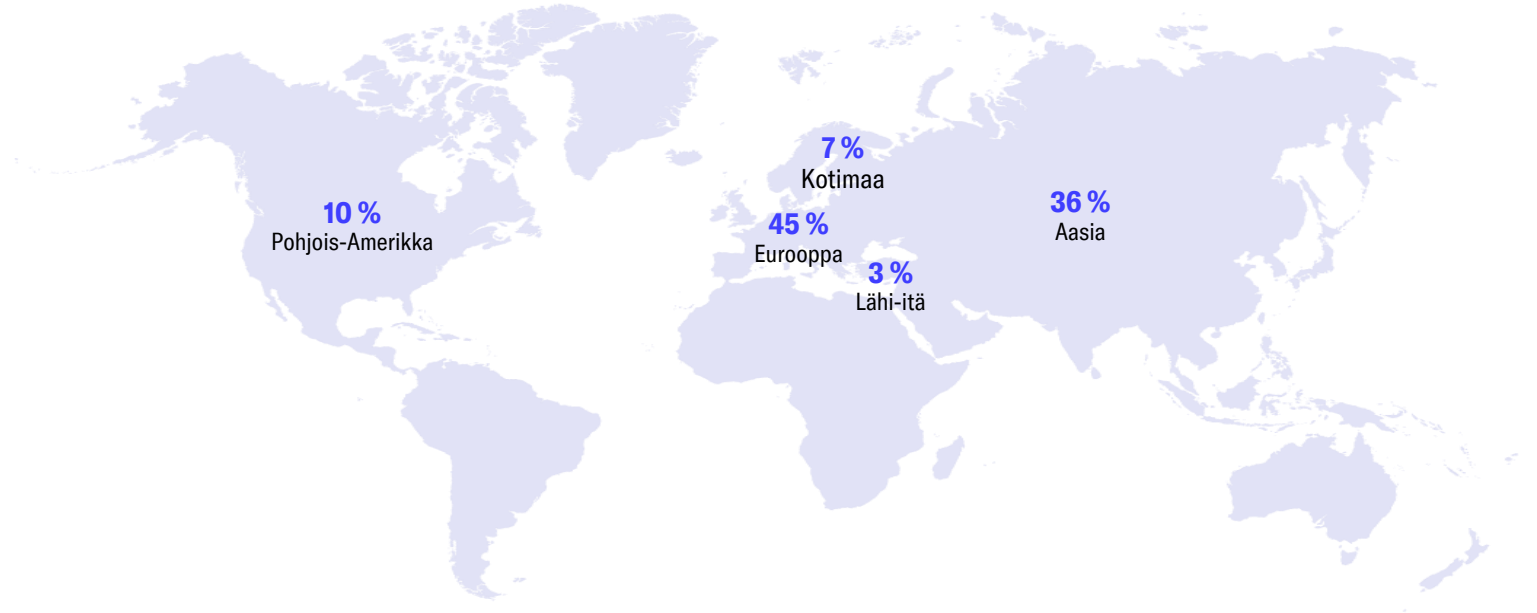 7 %
Kotimaa
10 %
Pohjois-Amerikka
45 %
Eurooppa
36 %
Aasia
3 %
Lähi-itä